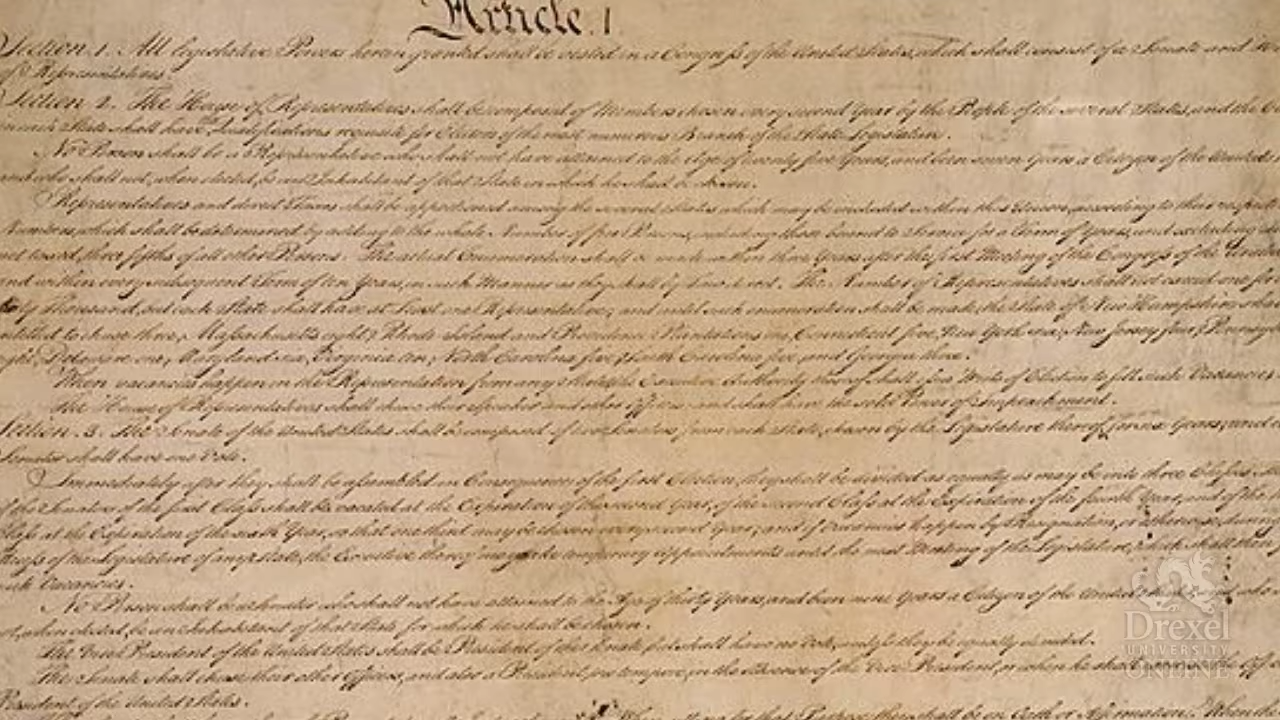 Article. I.
Section. 1. All legislative Powers herein granted shall be vested in a Congress of the United States, which shall consist of a Senate and
of Representatives.
Section. 2. The House of Representatives shall be composed of Members chosen every second Year by the People of the several States, and the
in each State shall have the Qualifications requisite for Electors of the most numerous Branch of the State Legislature.
No Person shall be a Representative who shall not have attained to the Age of twenty five Years, and been seven Years a Citizen of the United
and who shall not, when elected, be an Inhabitant of that State in which he shall be chosen.
Representatives and direct Taxes shall be apportioned among the several States which may be included within this Union, according to their respective
Numbers, which shall be determined by adding to the whole Number of free Persons, including those bound to Service for a Term of Years, and excluding
not taxed, three fifths of all other Persons. The actual Enumeration shall be made within three Years after the first Meeting of the Congress of the United
and within every subsequent Term of ten Years, in such Manner as they shall by Law direct. The Number of Representatives shall not exceed one for
thirty Thousand, but each State shall have at Least one Representative; and until such enumeration shall be made, the State of New Hampshire shall
entitled to chuse three, Massachusetts eight, Rhode Island and Providence Plantations one, Connecticut five, New York six, New Jersey four, Pennsylvania
eight, Delaware one, Maryland six, Virginia ten, North Carolina five, South Carolina five, and Georgia three.
When vacancies happen in the Representation from any State, the Executive Authority thereof shall issue Writs of Election to fill such Vacancies.
The House of Representatives shall chuse their Speaker and other Officers; and shall have the sole Power of Impeachment.
Section. 3. The Senate of the United States shall be composed of two Senators from each State, chosen by the Legislature thereof, for six Years; and
Senator shall have one Vote.
Immediately after they shall be assembled in Consequence of the first Election, they shall be divided as equally as may be into three Classes.
of the Senators of the first Class shall be vacated at the Expiration of the second Year, of the second Class at the Expiration of the fourth Year, and of the
Class at the Expiration of the sixth Year, so that one third may be chosen every second Year; and if Vacancies happen by Resignation, or otherwise, during
Recess of the Legislature of any State, the Executive thereof may make temporary Appointments until the next Meeting of the Legislature, which shall then
such Vacancies.
No Person shall be a Senator who shall not have attained to the Age of thirty Years, and been nine Years a Citizen of the United States, and who
not, when elected, be an Inhabitant of that State for which he shall be chosen.
The Vice President of the United States shall be President of the Senate, but shall have no Vote, unless they be equally divided.
The Senate shall chuse their other Officers, and also a President pro tempore, in the Absence of the Vice President, or when he shall
President of the United States.
When sitting for that Purpose, they shall be on Oath or Affirmation. When the
Drexel
UNIVERSITY
ONLINE